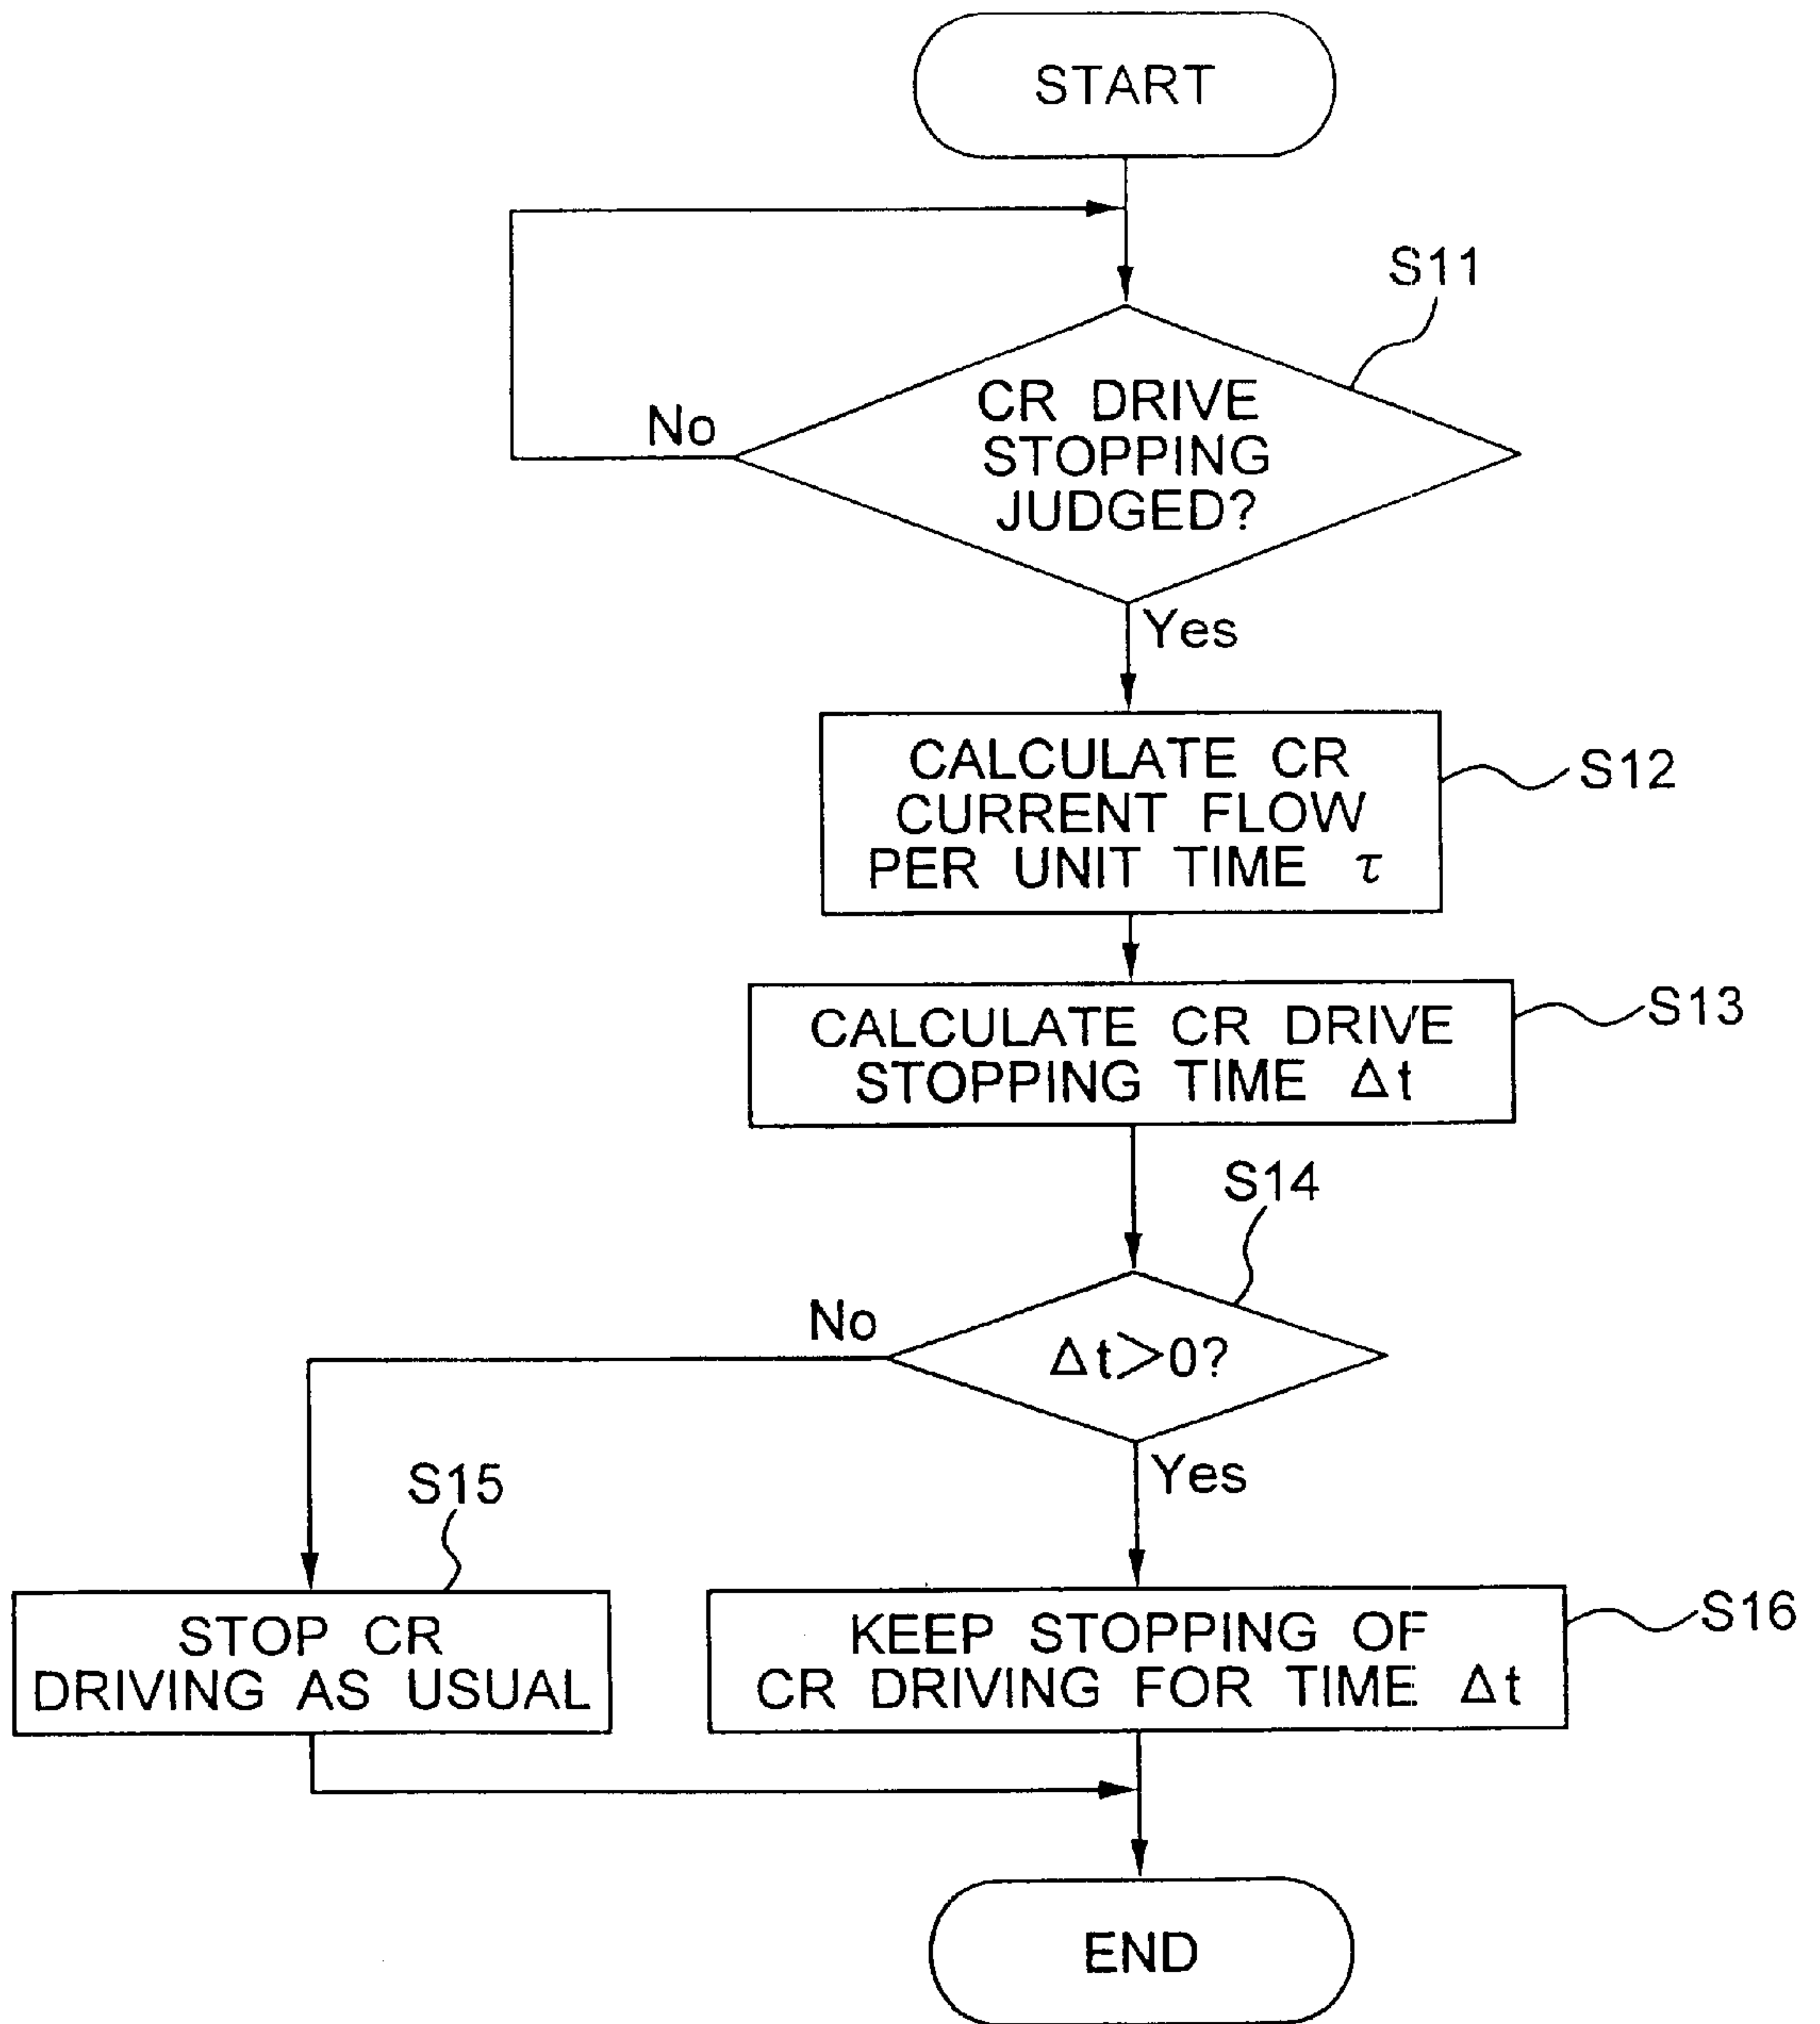 START
S11
CR DRIVE
STOPPING
JUDGED?
No
Yes
CALCULATE CR
CURRENT FLOW
PER UNIT TIME τ
S12
CALCULATE CR DRIVE
STOPPING TIME Δt
S13
S14
Δt>0?
No
Yes
S15
STOP CR
DRIVING AS USUAL
KEEP STOPPING OF
CR DRIVING FOR TIME Δt
S16
END